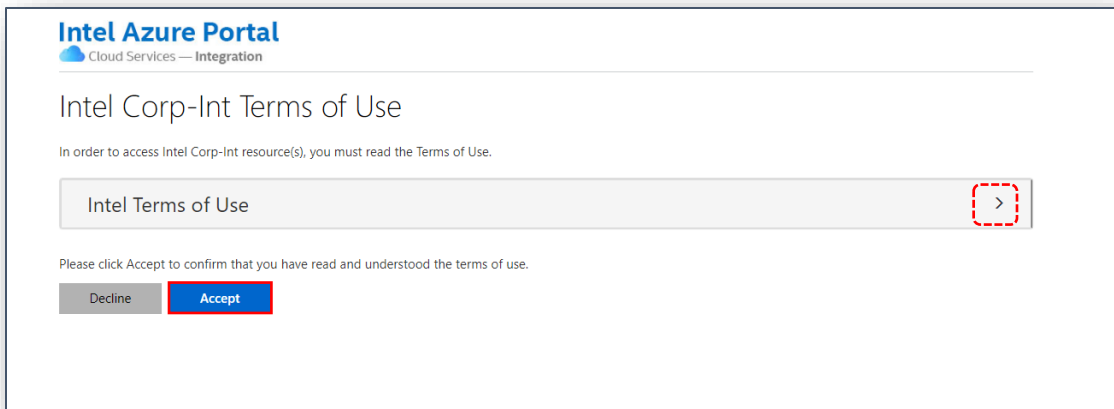 Intel Azure Portal
Cloud Services — Integration
Intel Corp-Int Terms of Use
In order to access Intel Corp-Int resource(s), you must read the Terms of Use.
Intel Terms of Use
Please click Accept to confirm that you have read and understood the terms of use.
Decline Accept